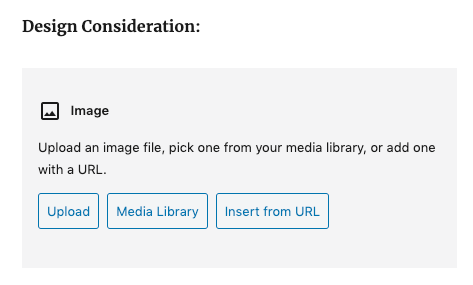 Design Consideration:
Image
Upload an image file, pick one from your media library, or add one
with a URL.
Upload
Media Library
Insert from URL